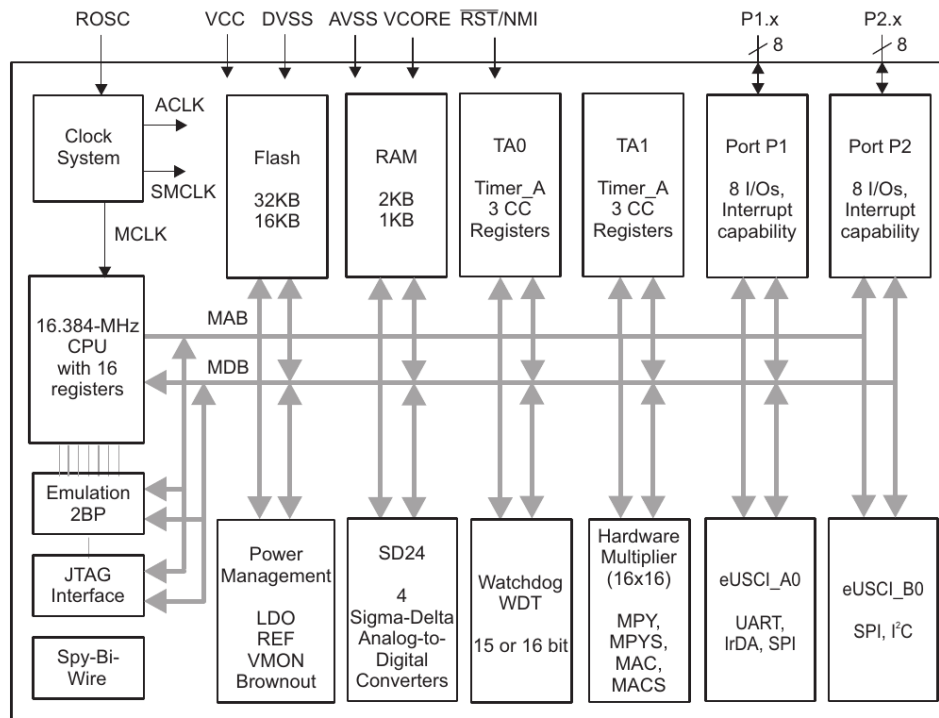 ROSC
VCC
DVSS
AVSS
VCORE
RST/NMI
P1.x
P2.x
8
8
Clock
System
ACLK
SMCLK
MCLK
Flash
32KB
16KB
RAM
2KB
1KB
TA0
Timer_A
3 CC
Registers
TA1
Timer_A
3 CC
Registers
Port P1
8 I/Os,
Interrupt
capability
Port P2
8 I/Os,
Interrupt
capability
16.384-MHz
CPU
with 16
registers
MAB
MDB
Emulation
2BP
JTAG
Interface
Spy-Bi-
Wire
Power
Management
LDO
REF
VMON
Brownout
SD24
4
Sigma-Delta
Analog-to-
Digital
Converters
Watchdog
WDT
15 or 16 bit
Hardware
Multiplier
(16x16)
MPY,
MPYS,
MAC,
MACS
eUSCI_A0
UART,
IrDA, SPI
eUSCI_B0
SPI, I²C